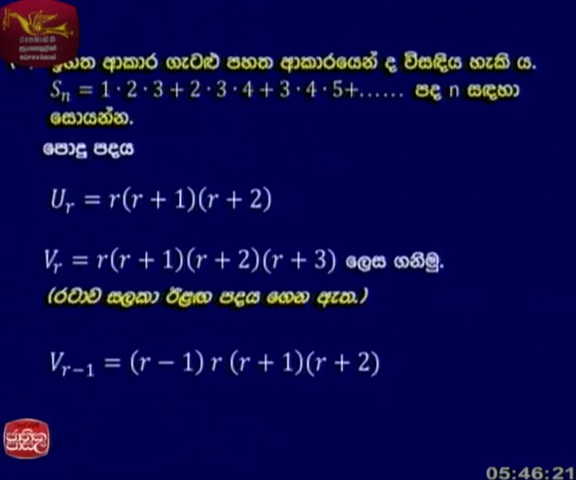 ඉහත ආකාර ගැටළු පහත ආකාරයෙන් ද විසඳිය හැකි ය.
Sₙ = 1 · 2 · 3 + 2 · 3 · 4 + 3 · 4 · 5+...... පද n සඳහා
සොයන්න.
පොදු පදය
Uᵣ = r(r + 1)(r + 2)
Vᵣ = r(r + 1)(r + 2)(r + 3) ලෙස ගනිමු.
(රටාව සලකා ඊළඟ පදය ගෙන ඇත.)
Vᵣ₋₁ = (r − 1) r (r + 1)(r + 2)
ජාතික
05:46:21